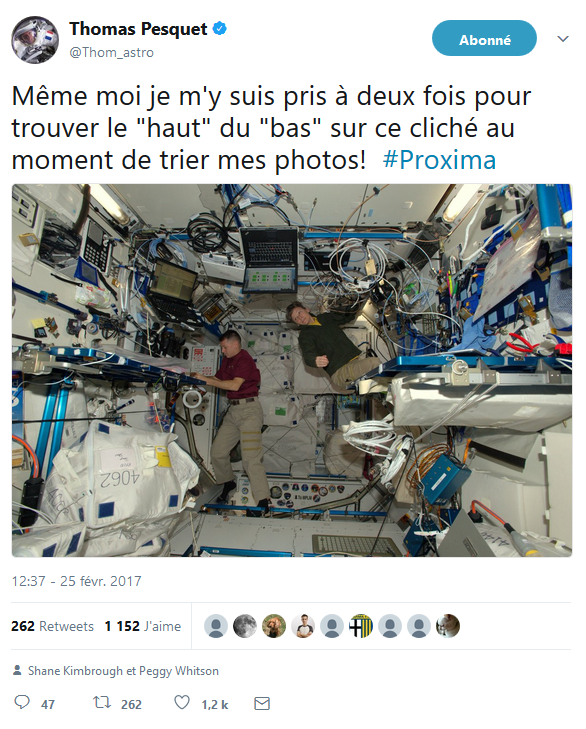 Thomas Pesquet
@Thom_astro
Abonné
Même moi je m'y suis pris à deux fois pour
trouver le "haut" du "bas" sur ce cliché au
moment de trier mes photos! #Proxima
4062
12:37 - 25 févr. 2017
262 Retweets 1 152 J'aime
Shane Kimbrough et Peggy Whitson
47 262 1,2 k